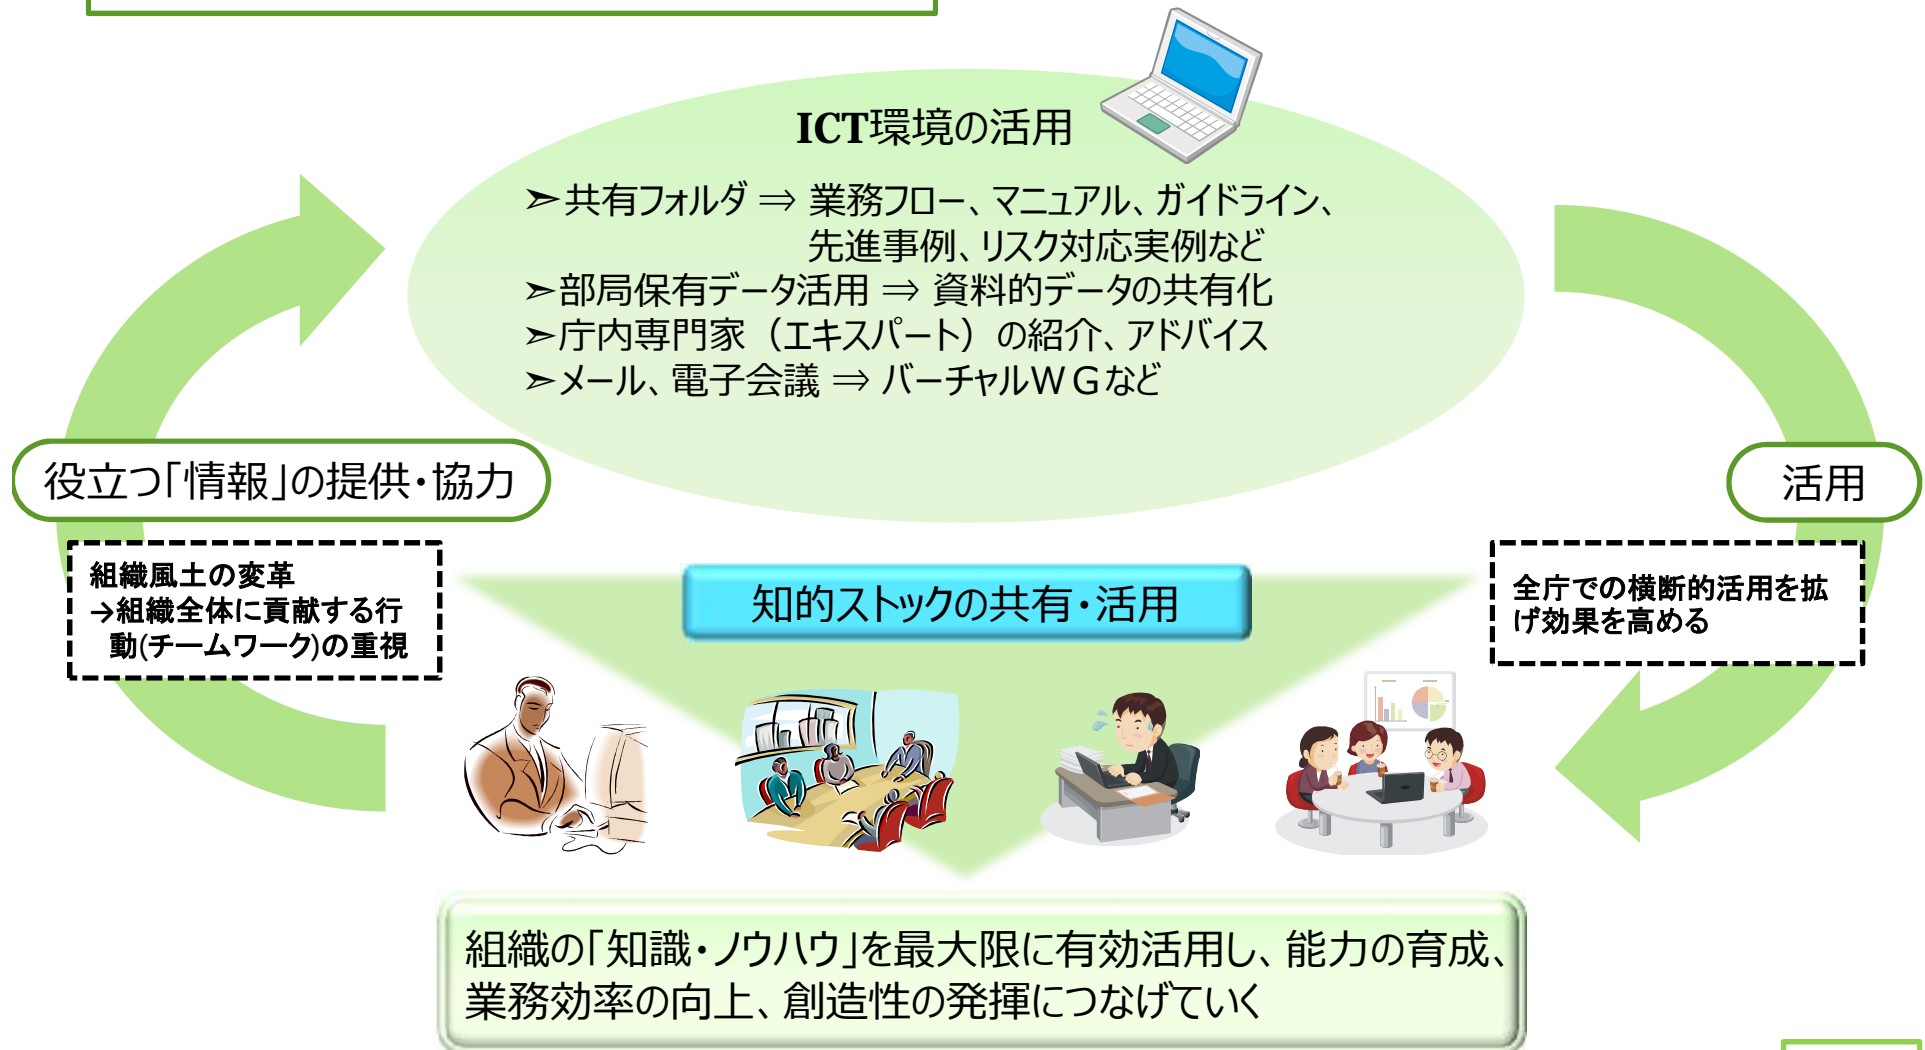 ICT環境の活用
➣共有フォルダ ⇒ 業務フロー、マニュアル、ガイドライン、
先進事例、リスク対応実例など
➣部局保有データ活用 ⇒ 資料的データの共有化
➣庁内専門家（エキスパート）の紹介、アドバイス
➣メール、電子会議 ⇒ バーチャルＷＧなど
役立つ「情報」の提供・協力
活用
組織風土の変革
→組織全体に貢献する行
動(チームワーク)の重視
知的ストックの共有・活用
全庁での横断的活用を拡
げ効果を高める
組織の「知識・ノウハウ」を最大限に有効活用し、能力の育成、
業務効率の向上、創造性の発揮につなげていく